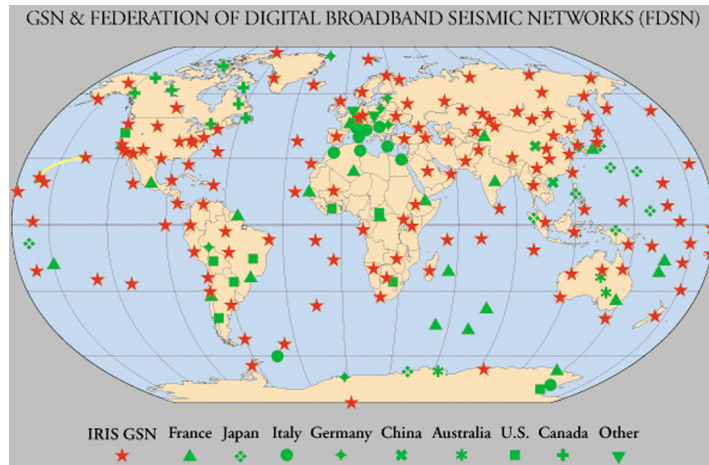 GSN & FEDERATION OF DIGITAL BROADBAND SEISMIC NETWORKS (FDSN)
IRIS GSN France Japan Italy Germany China Australia U.S. Canada Other